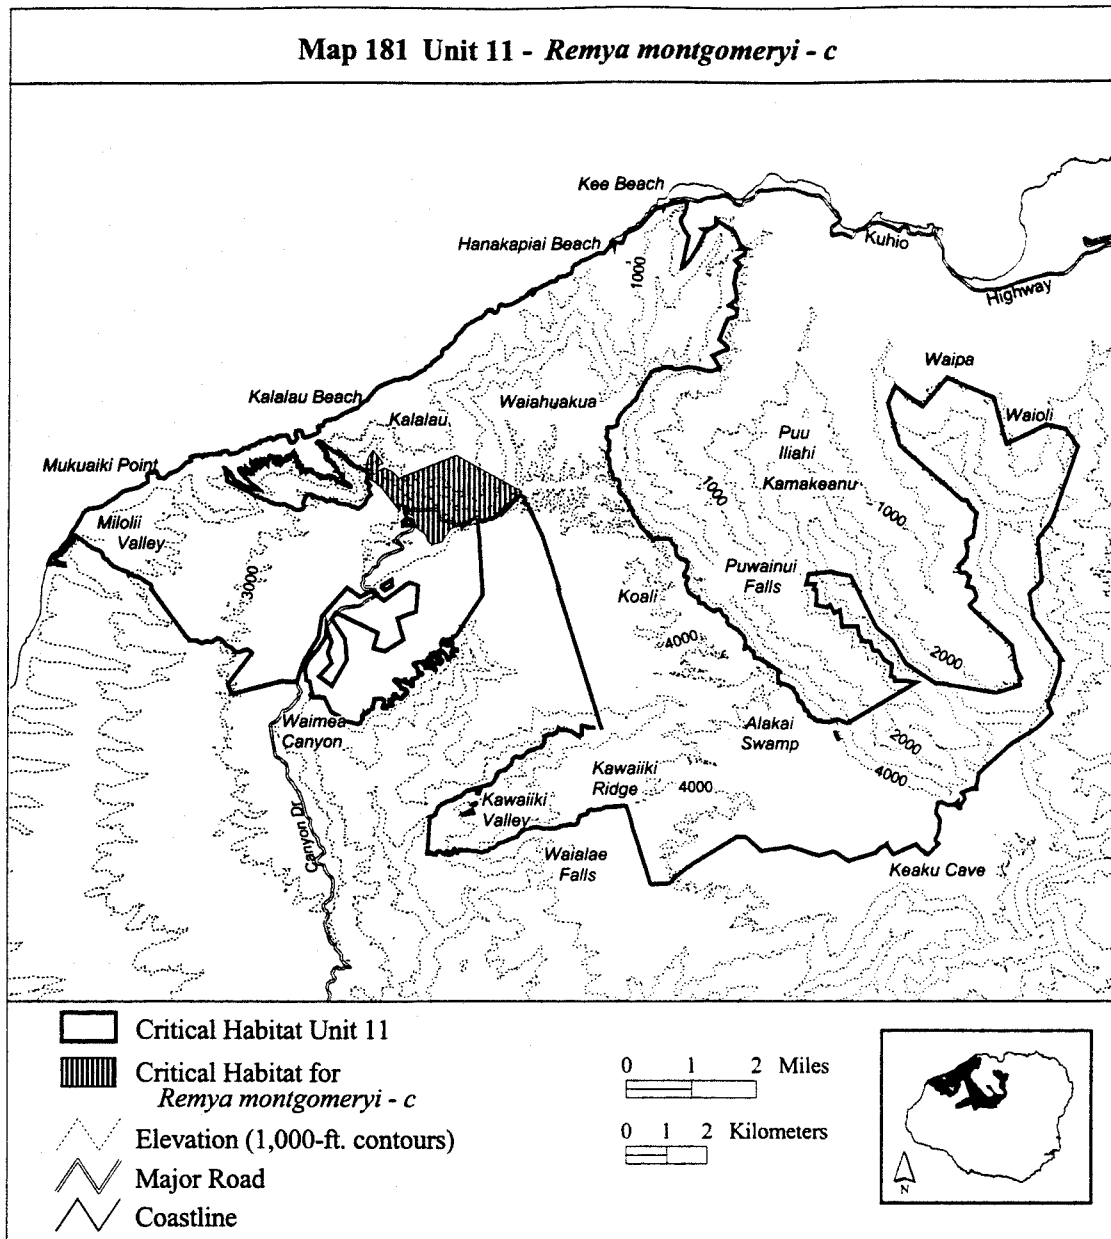 Map 181 Unit 11 - Remya montgomeryi - c
Kee Beach
Hanakapiai Beach
Kuhio
Highway
1000
Waipa
Kalalau Beach
Waiahuakua
Waioli
Kalalau
Puu
Iliahi
Mukuaiki Point
Kamakeanu
1000
1000
Milolii
Valley
3000
Puwainui
Falls
Koali
4000
2000
Waimea
Canyon
Alakai
Swamp
2000
4000
Kawaiiki
Ridge
4000
Kawaiiki
Valley
Canyon Dr
Waialae
Falls
Keaku Cave
Critical Habitat Unit 11
Critical Habitat for
Remya montgomeryi - c
Elevation (1,000-ft. contours)
Major Road
Coastline
0 1 2 Miles
0 1 2 Kilometers
N